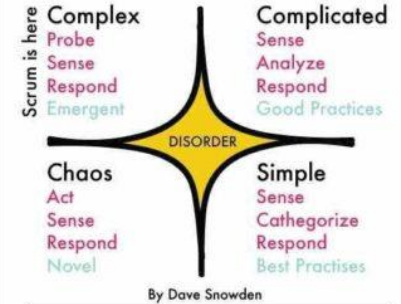 Scrum is here
Complex
Probe
Sense
Respond
Emergent
Complicated
Sense
Analyze
Respond
Good Practices
DISORDER
Chaos
Act
Sense
Respond
Novel
Simple
Sense
Cathegorize
Respond
Best Practises
By Dave Snowden